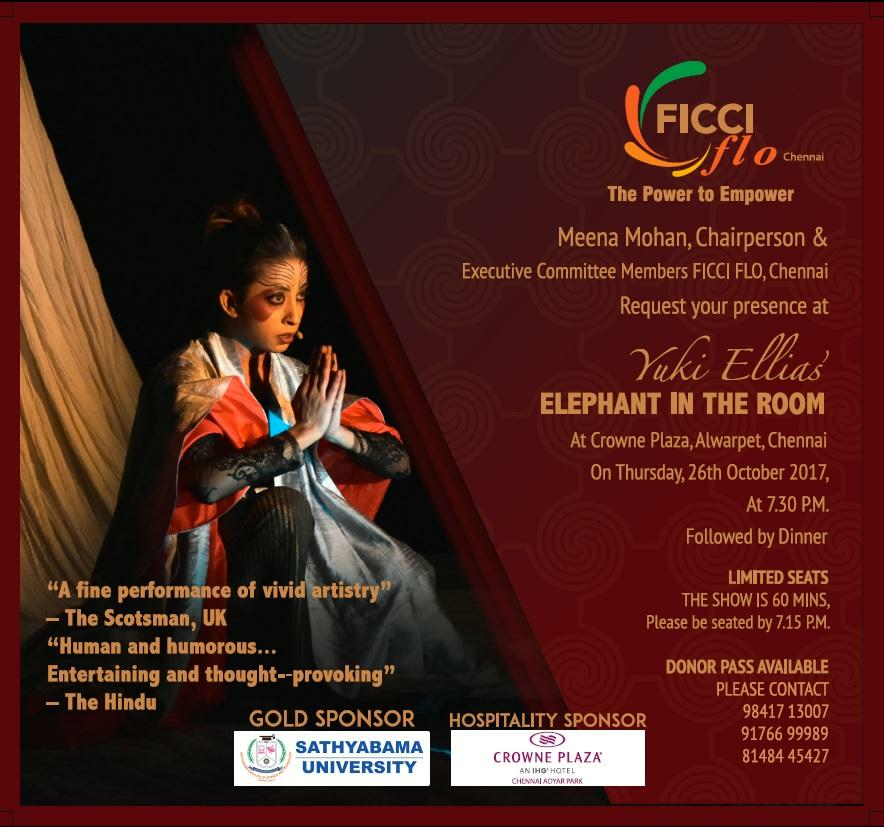 FICCI
flo Chennai
The Power to Empower
Meena Mohan, Chairperson &
Executive Committee Members FICCI FLO, Chennai
Request your presence at
Yuki Ellias'
ELEPHANT IN THE ROOM
At Crowne Plaza, Alwarpet, Chennai
On Thursday, 26th October 2017,
At 7.30 P.M.
Followed by Dinner
LIMITED SEATS
THE SHOW IS 60 MINS,
Please be seated by 7.15 P.M.
DONOR PASS AVAILABLE
PLEASE CONTACT
98417 13007
91766 99989
81484 45427
“A fine performance of vivid artistry”
– The Scotsman, UK
“Human and humorous...
Entertaining and thought--provoking”
– The Hindu
GOLD SPONSOR
SATHYABAMA
UNIVERSITY
HOSPITALITY SPONSOR
CROWNE PLAZA
AN IHG® HOTEL
CHENNAI ADYAR PARK